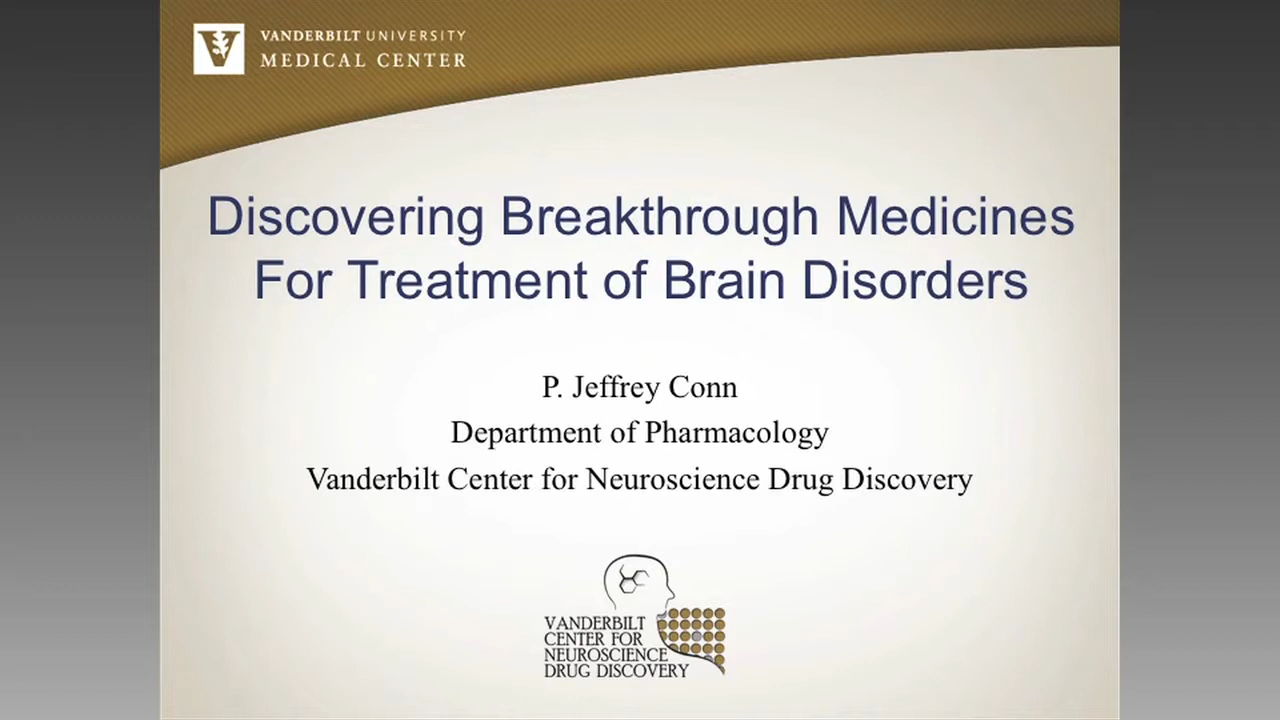 VANDERBILT UNIVERSITY
MEDICAL CENTER
Discovering Breakthrough Medicines
For Treatment of Brain Disorders
P. Jeffrey Conn
Department of Pharmacology
Vanderbilt Center for Neuroscience Drug Discovery
VANDERBILT
CENTER FOR
NEUROSCIENCE
DRUG DISCOVERY